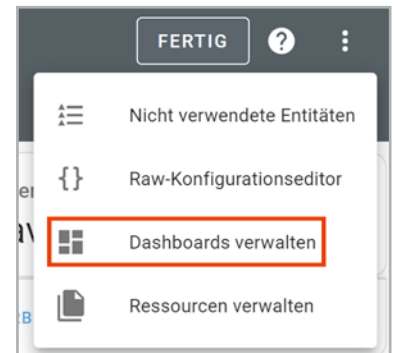 FERTIG ?
Nicht verwendete Entitäten
{} Raw-Konfigurationseditor
Dashboards verwalten
Ressourcen verwalten